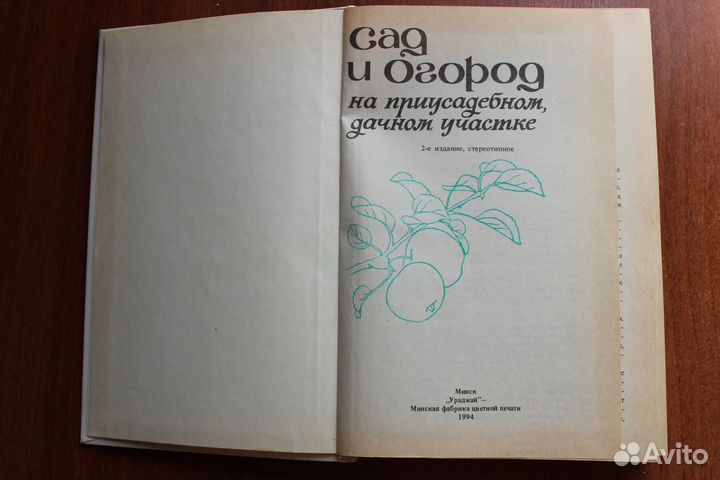 сад
и огород
на приусадебном,
дачном участке
2-е издание, стереотипное
Минск
„Ураджай"–
Минская фабрика цветной печати
1994
Avito